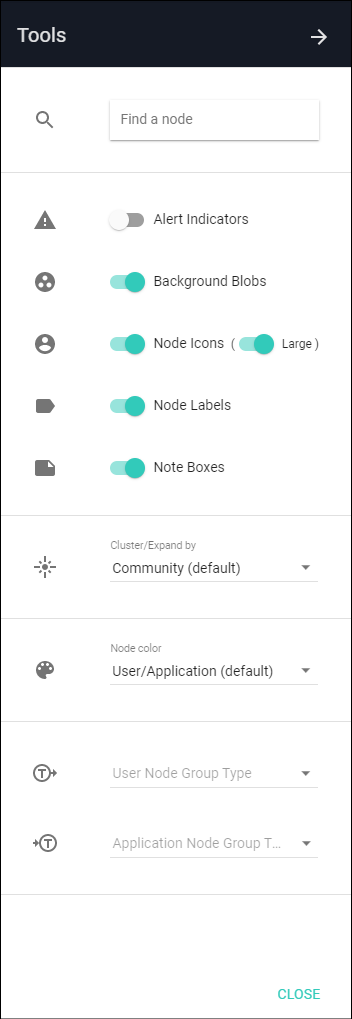 Tools
Find a node
Alert Indicators
Background Blobs
Node Icons ( Large )
Node Labels
Note Boxes
Cluster/Expand by
Community (default)
Node color
User/Application (default)
User Node Group Type
Application Node Group T...
CLOSE